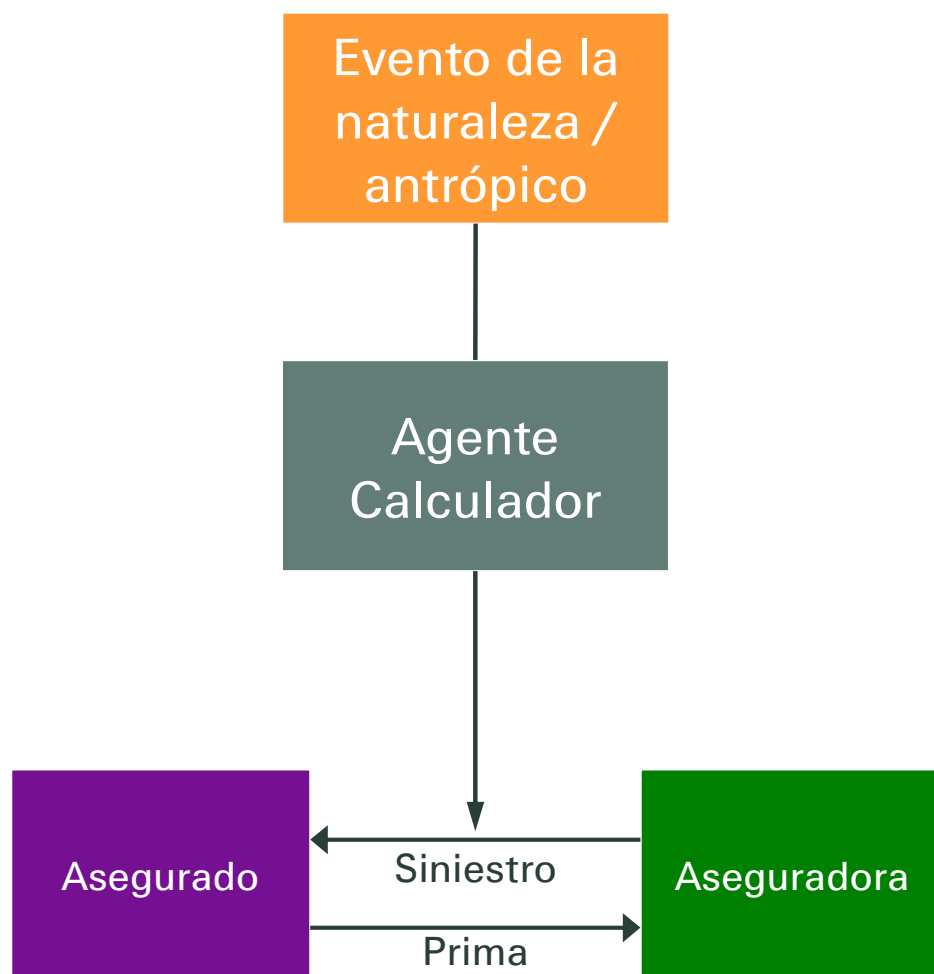 Evento de la
naturaleza /
antrópico
Agente
Calculador
Asegurado
Siniestro
Prima
Aseguradora